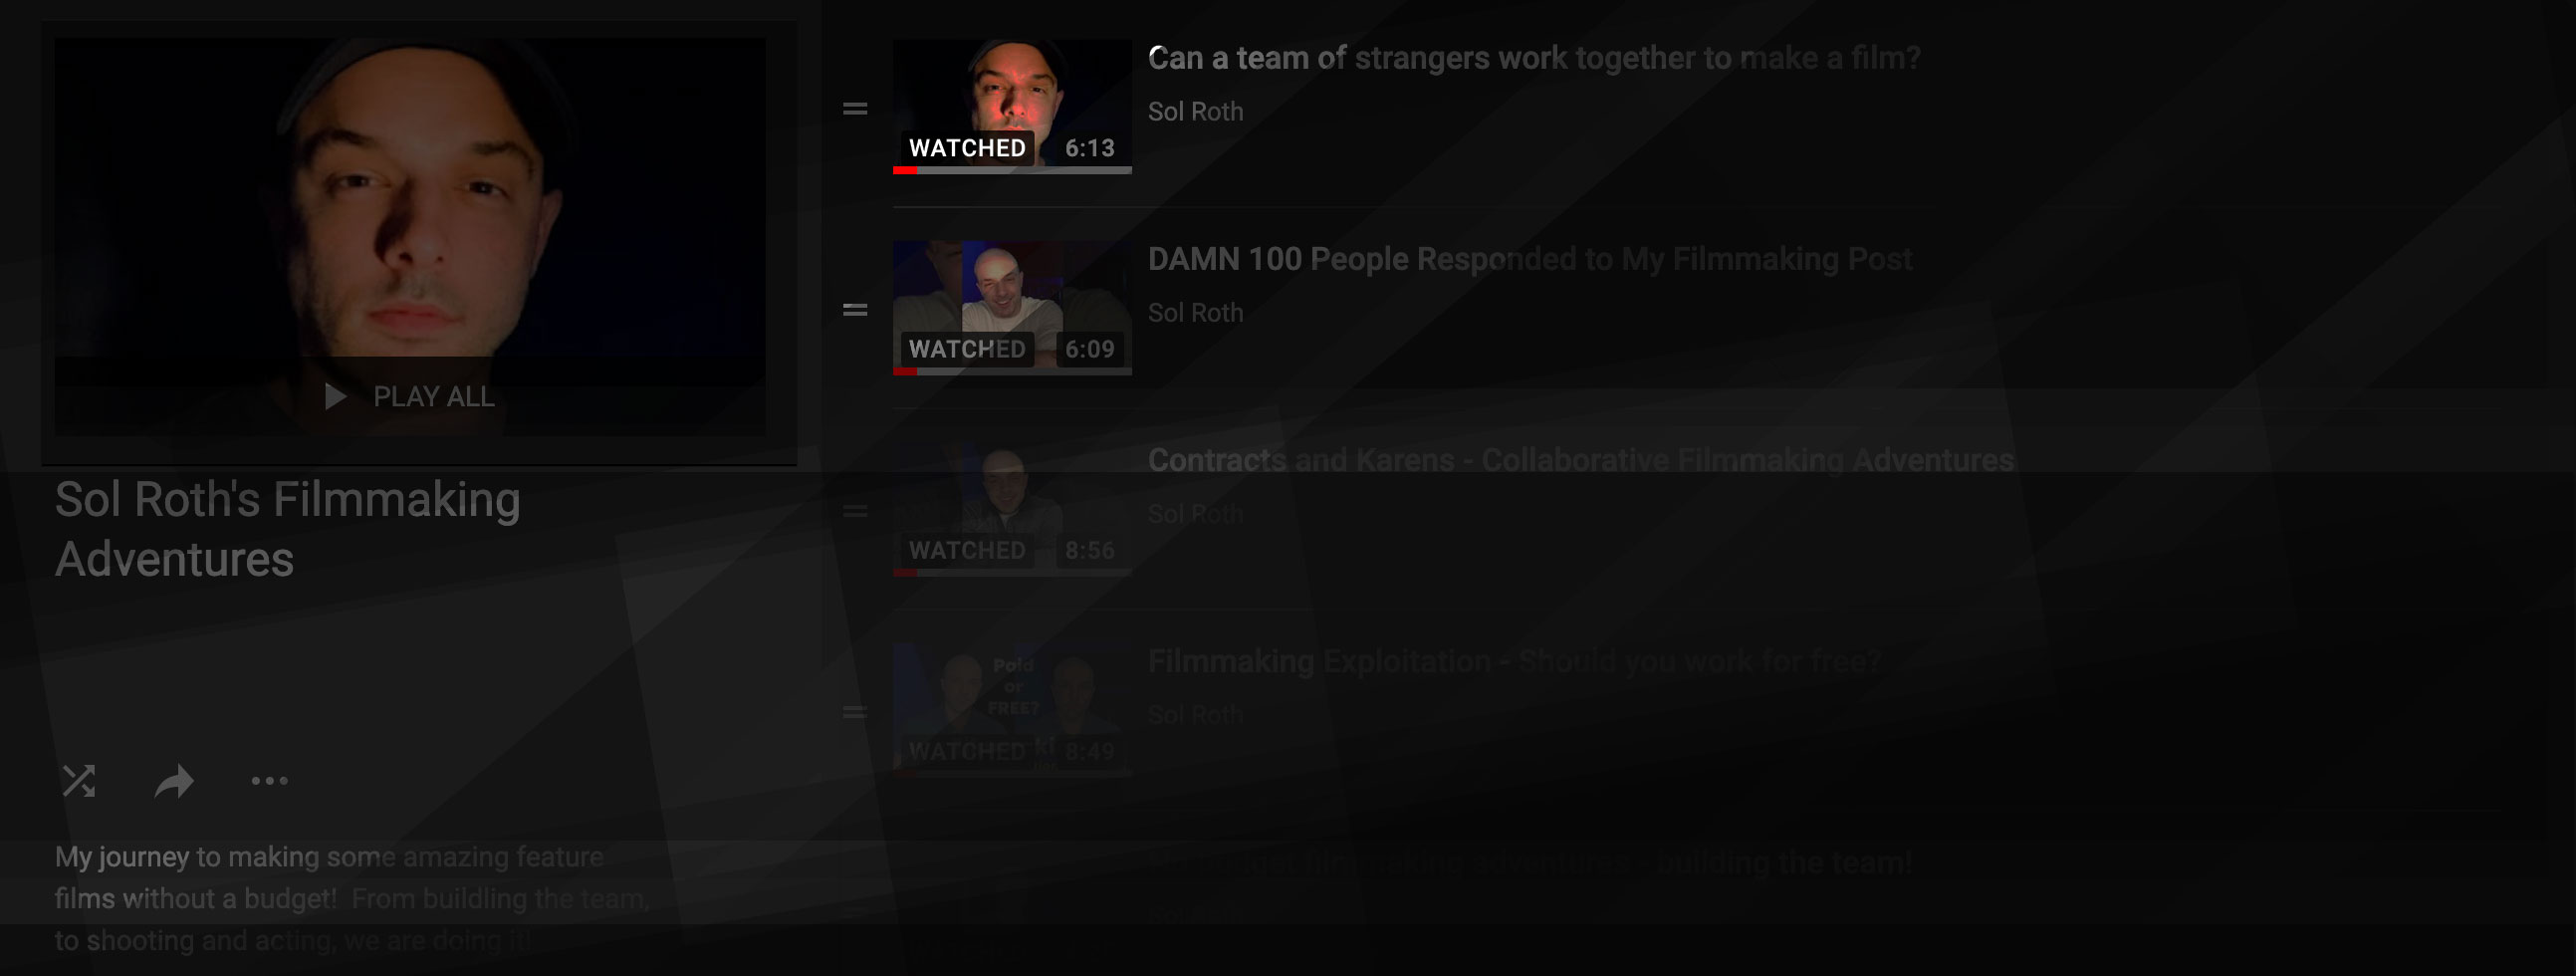 Can a team of strangers work together to make a film?
Sol Roth
WATCHED 6:13
DAMN 100 People Responded to My Filmmaking Post
Sol Roth
WATCHED 6:09
PLAY ALL
Contracts and Karens - Collaborative Filmmaking Adventures
Sol Roth
WATCHED 8:56
Sol Roth's Filmmaking
Adventures
Filmmaking Exploitation - Should you work for free?
Paid
or
FREE?
Sol Roth
WATCHED 8:49
My journey to making some amazing feature
films without a budget! From buildling the team,
to shooting and acting, we are doing it!
filmmaking adventures - building the team!